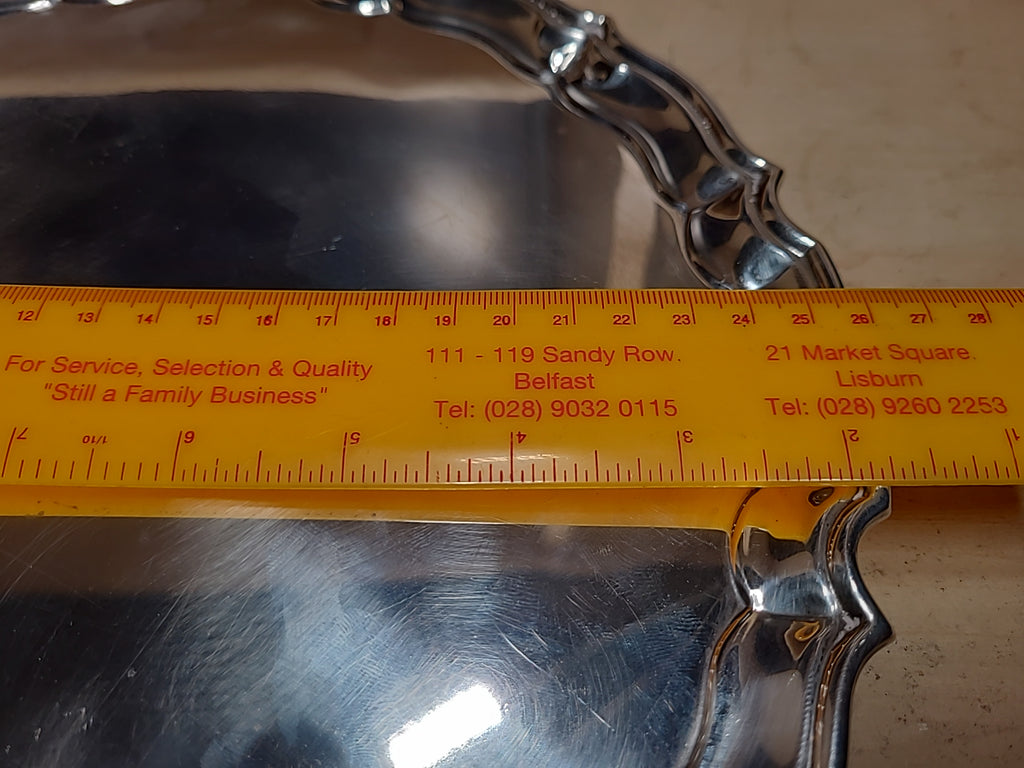 12 13 14 15 16 17 18 19 20 21 22 23 24 25 26 27 28
For Service, Selection & Quality
"Still a Family Business"
111 - 119 Sandy Row.
Belfast
Tel: (028) 9032 0115
21 Market Square.
Lisburn
Tel: (028) 9260 2253
7 1/10 6 5 4 3 2 1